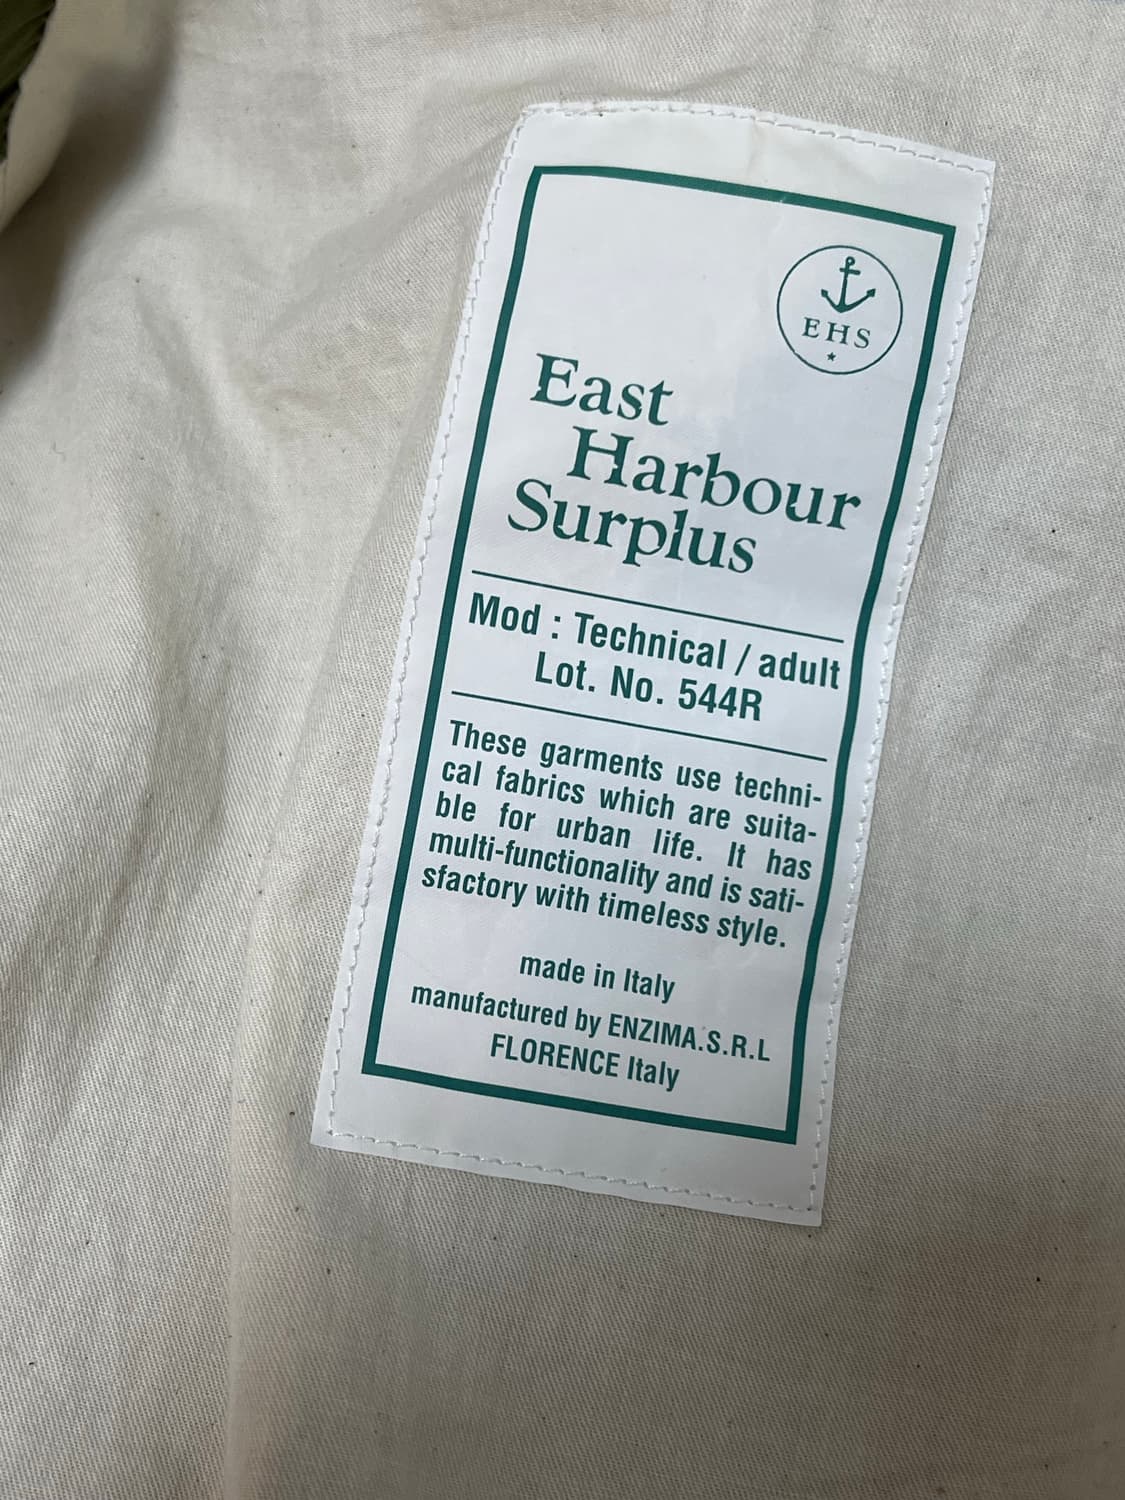 EHS
East
Harbour
Surplus
Mod : Technical / adult
Lot. No. 544R
These garments use techni-
cal fabrics which are suita-
ble for urban life. It has
multi-functionality and is sati-
sfactory with timeless style.
made in Italy
manufactured by ENZIMA.S.R.L
FLORENCE Italy